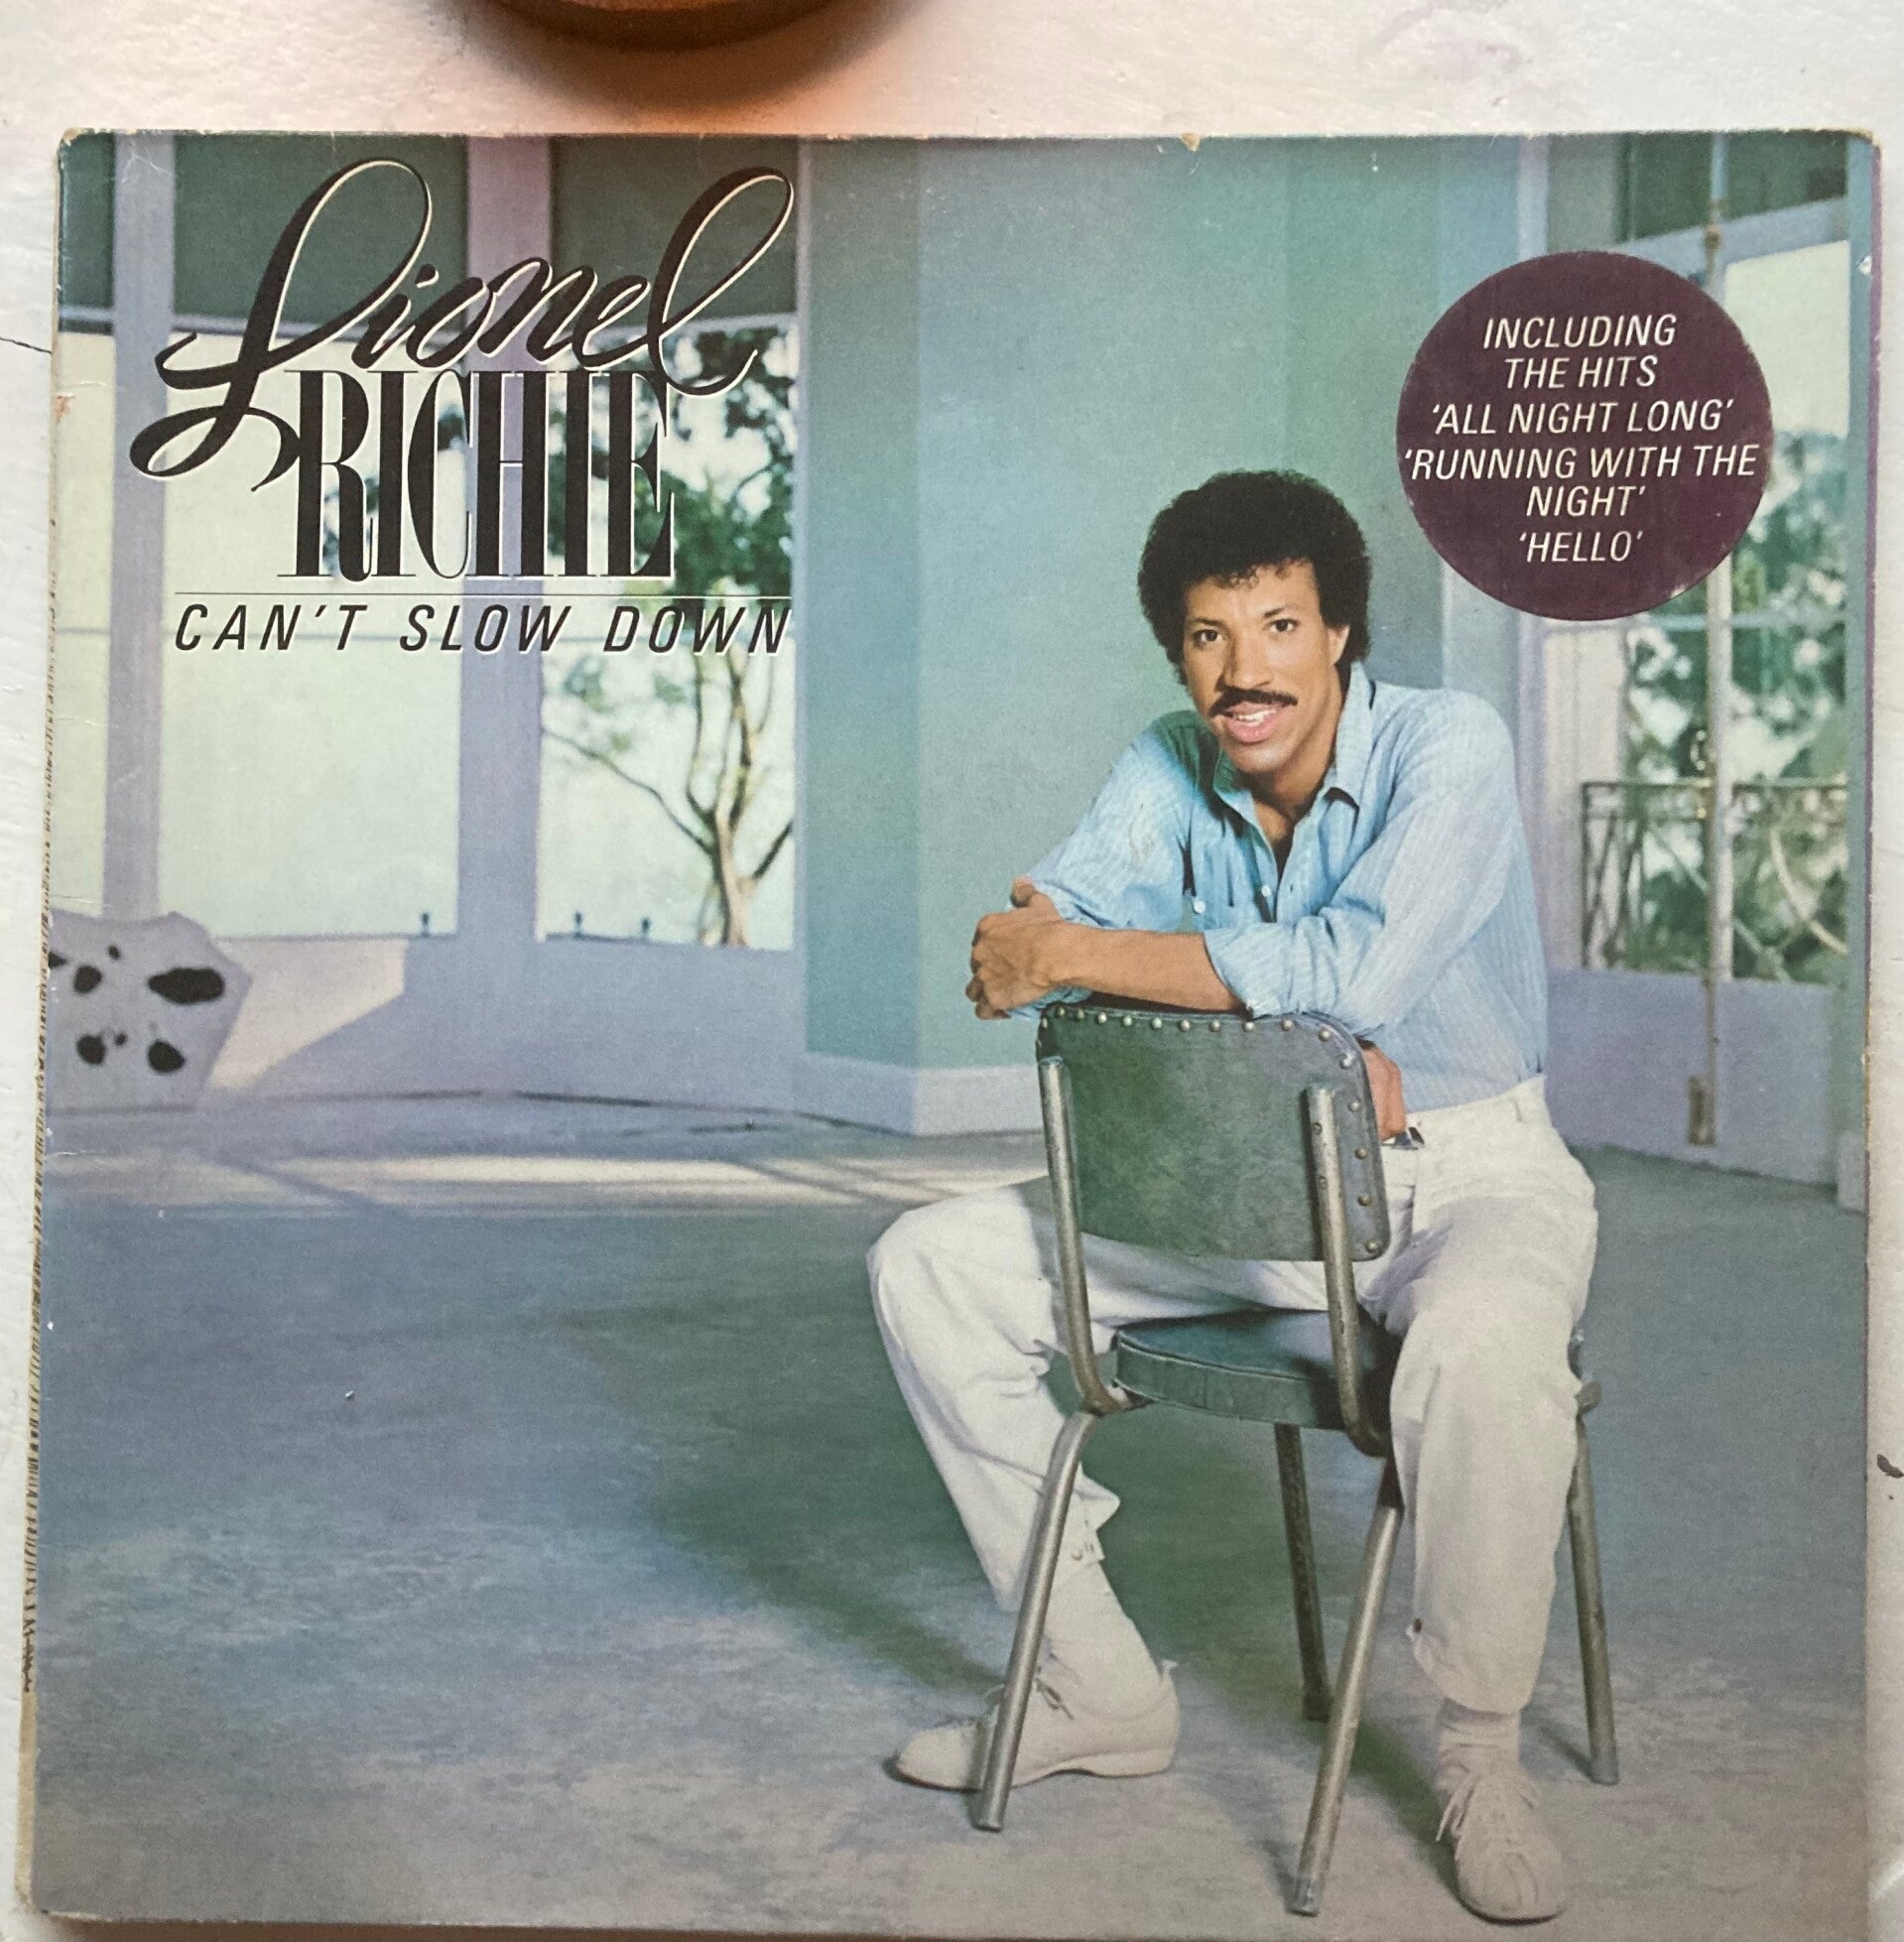 Lionel
RICHIE
CAN'T SLOW DOWN
INCLUDING
THE HITS
'ALL NIGHT LONG'
'RUNNING WITH THE
NIGHT'
'HELLO'